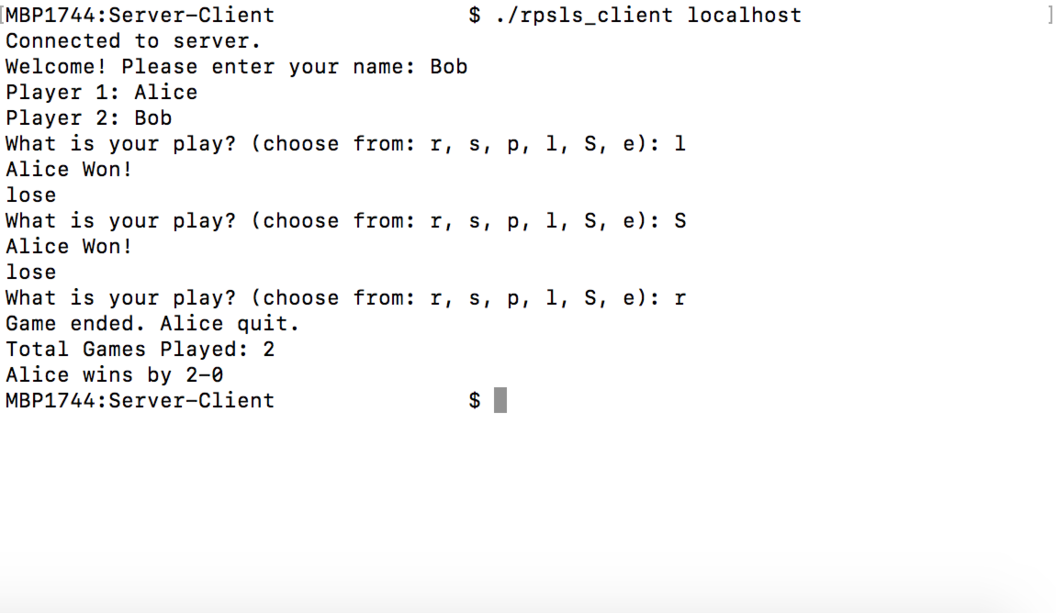 [MBP1744:Server-Client $ ./rpsls_client localhost ]
Connected to server.
Welcome! Please enter your name: Bob
Player 1: Alice
Player 2: Bob
What is your play? (choose from: r, s, p, l, S, e): l
Alice Won!
lose
What is your play? (choose from: r, s, p, l, S, e): S
Alice Won!
lose
What is your play? (choose from: r, s, p, l, S, e): r
Game ended. Alice quit.
Total Games Played: 2
Alice wins by 2-0
MBP1744:Server-Client $